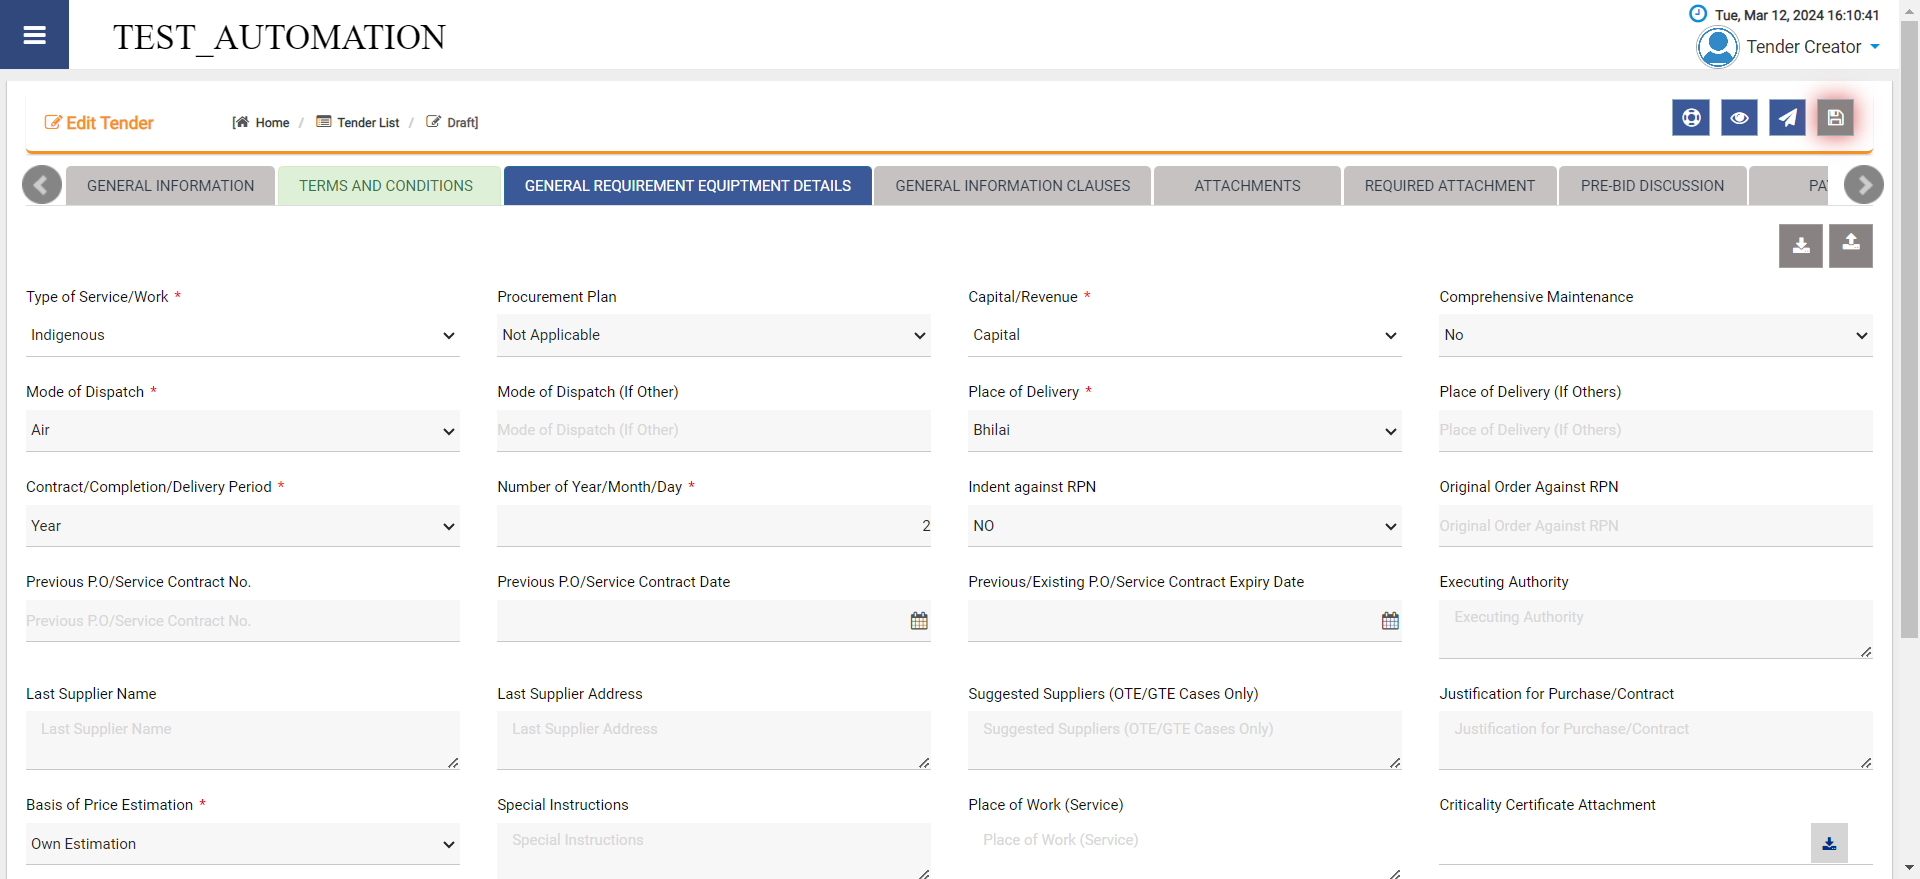 TEST_AUTOMATION
Tue, Mar 12, 2024 16:10:41
Tender Creator
Edit Tender
[ Home / Tender List / Draft]
GENERAL INFORMATION
TERMS AND CONDITIONS
GENERAL REQUIREMENT EQUIPTMENT DETAILS
GENERAL INFORMATION CLAUSES
ATTACHMENTS
REQUIRED ATTACHMENT
PRE-BID DISCUSSION
Type of Service/Work *
Procurement Plan
Capital/Revenue *
Comprehensive Maintenance
Indigenous
Not Applicable
Capital
No
Mode of Dispatch *
Mode of Dispatch (If Other)
Place of Delivery *
Place of Delivery (If Others)
Air
Mode of Dispatch (If Other)
Bhilai
Place of Delivery (If Others)
Contract/Completion/Delivery Period *
Number of Year/Month/Day *
Indent against RPN
Original Order Against RPN
Year
2
NO
Original Order Against RPN
Previous P.O/Service Contract No.
Previous P.O/Service Contract Date
Previous/Existing P.O/Service Contract Expiry Date
Executing Authority
Previous P.O/Service Contract No.
Executing Authority
Last Supplier Name
Last Supplier Address
Suggested Suppliers (OTE/GTE Cases Only)
Justification for Purchase/Contract
Last Supplier Name
Last Supplier Address
Suggested Suppliers (OTE/GTE Cases Only)
Justification for Purchase/Contract
Basis of Price Estimation *
Special Instructions
Place of Work (Service)
Criticality Certificate Attachment
Own Estimation
Special Instructions
Place of Work (Service)